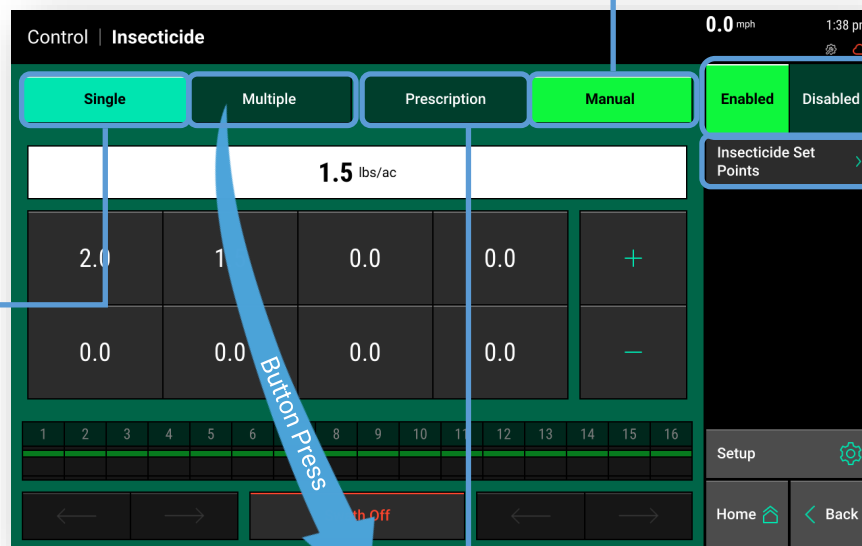 Control | Insecticide
0.0 mph
Single
Multiple
Prescription
Manual
Enabled
Disabled
1.5 lbs/ac
Insecticide Set
Points
2.0
0.0
0.0
+
0.0
0.0
0.0
0.0
−
Button Press
1 2 3 4 5 6 8 9 10 11 12 13 14 15 16
Off
Setup
Home
Back
1:38